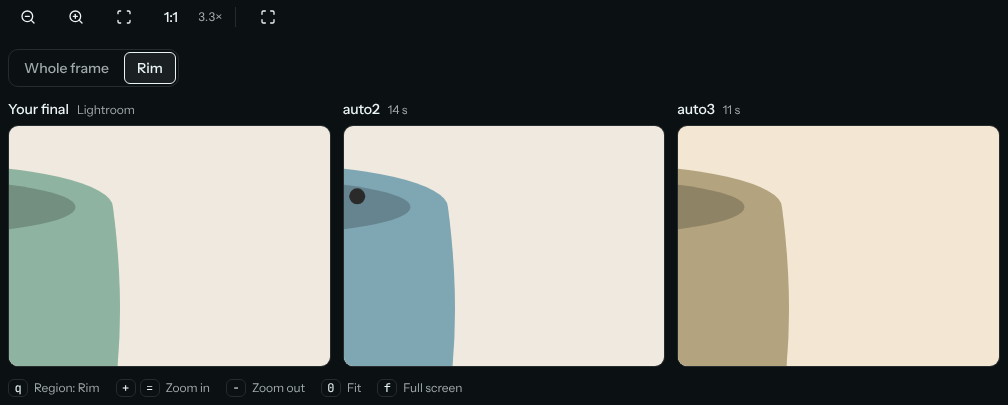 1:1 3.3×
Whole frame Rim
Your final Lightroom auto2 14 s auto3 11 s
q Region: Rim + = Zoom in - Zoom out 0 Fit f Full screen